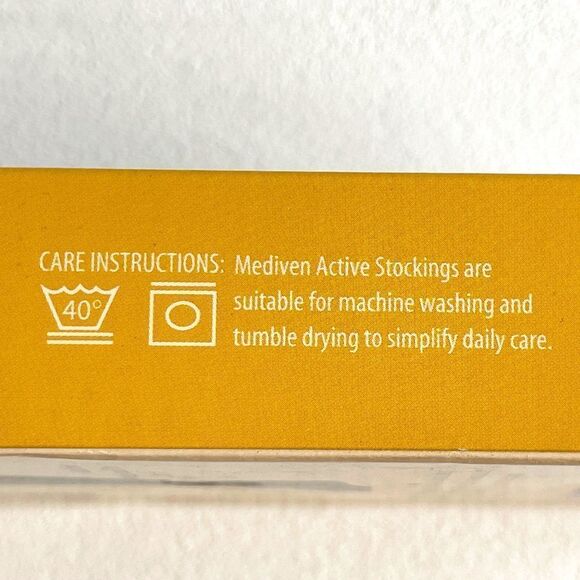 CARE INSTRUCTIONS: Mediven Active Stockings are
40° suitable for machine washing and
tumble drying to simplify daily care.